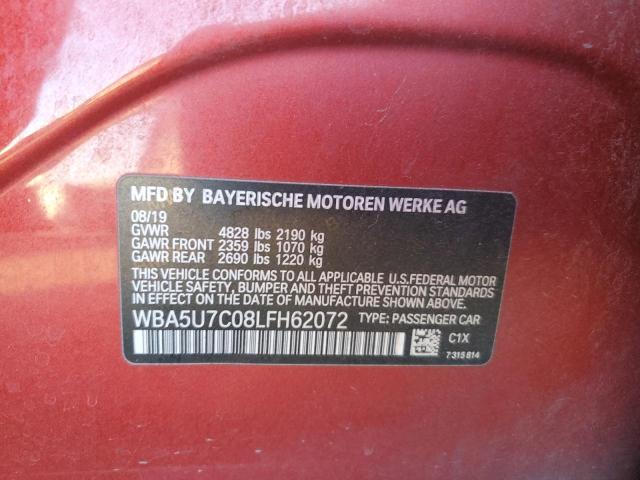 MFD BY BAYERISCHE MOTOREN WERKE AG
08/19
GVWR 4828 lbs 2190 kg
GAWR FRONT 2359 lbs 1070 kg
GAWR REAR 2690 lbs 1220 kg
THIS VEHICLE CONFORMS TO ALL APPLICABLE U.S.FEDERAL MOTOR
VEHICLE SAFETY, BUMPER AND THEFT PREVENTION STANDARDS
IN EFFECT ON THE DATE OF MANUFACTURE SHOWN ABOVE.
WBA5U7C08LFH62072 TYPE: PASSENGER CAR
C1X
7315814